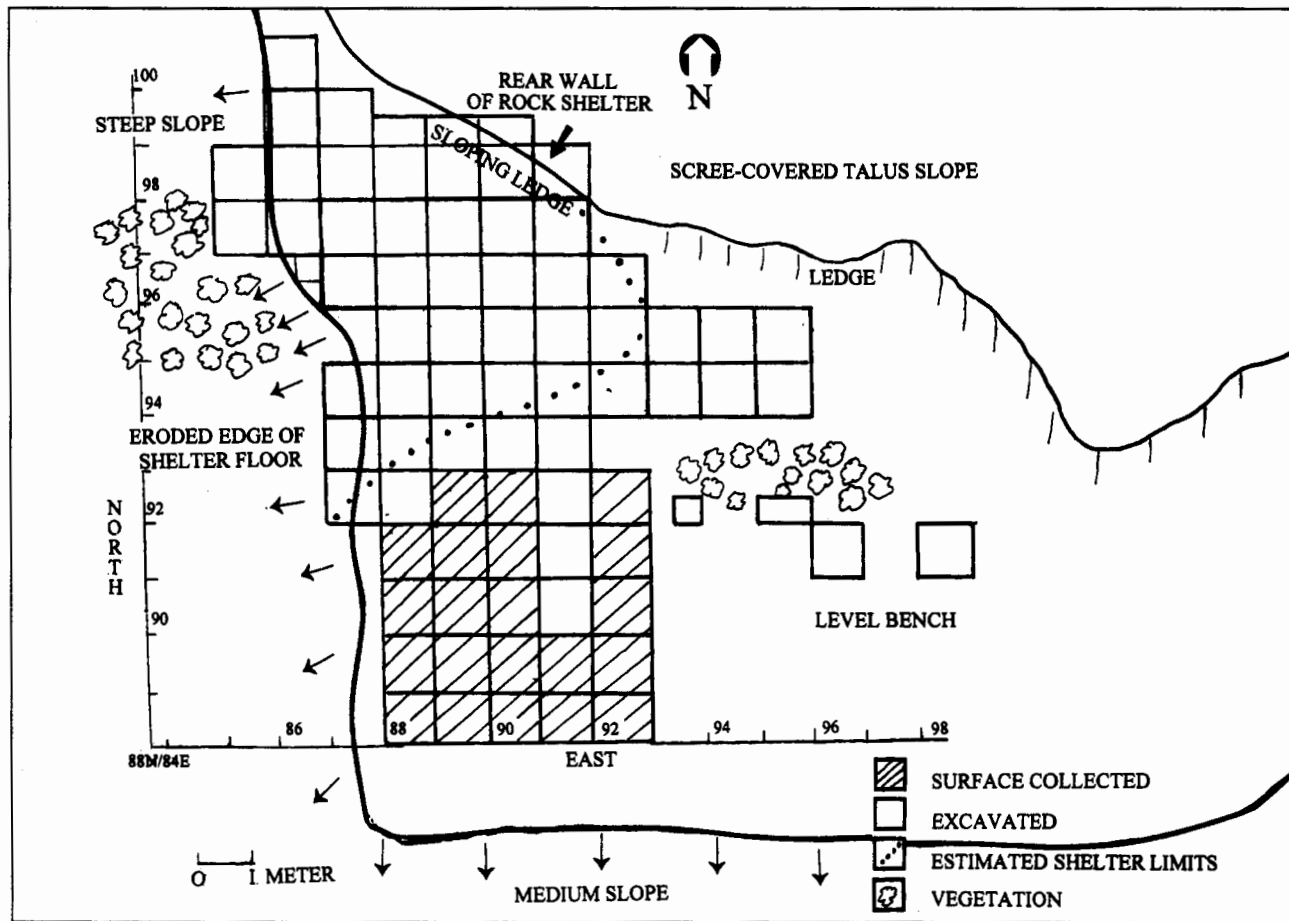 100
STEEP SLOPE
REAR WALL
OF ROCK SHELTER
N
SLOPING LEDGE
SCREE-COVERED TALUS SLOPE
98
LEDGE
96
94
ERODED EDGE OF
SHELTER FLOOR
NORTH
92
90
LEVEL BENCH
86
88
90
92
94
96
98
88N/84E
EAST
SURFACE COLLECTED
EXCAVATED
ESTIMATED SHELTER LIMITS
VEGETATION
O 1. METER
MEDIUM SLOPE